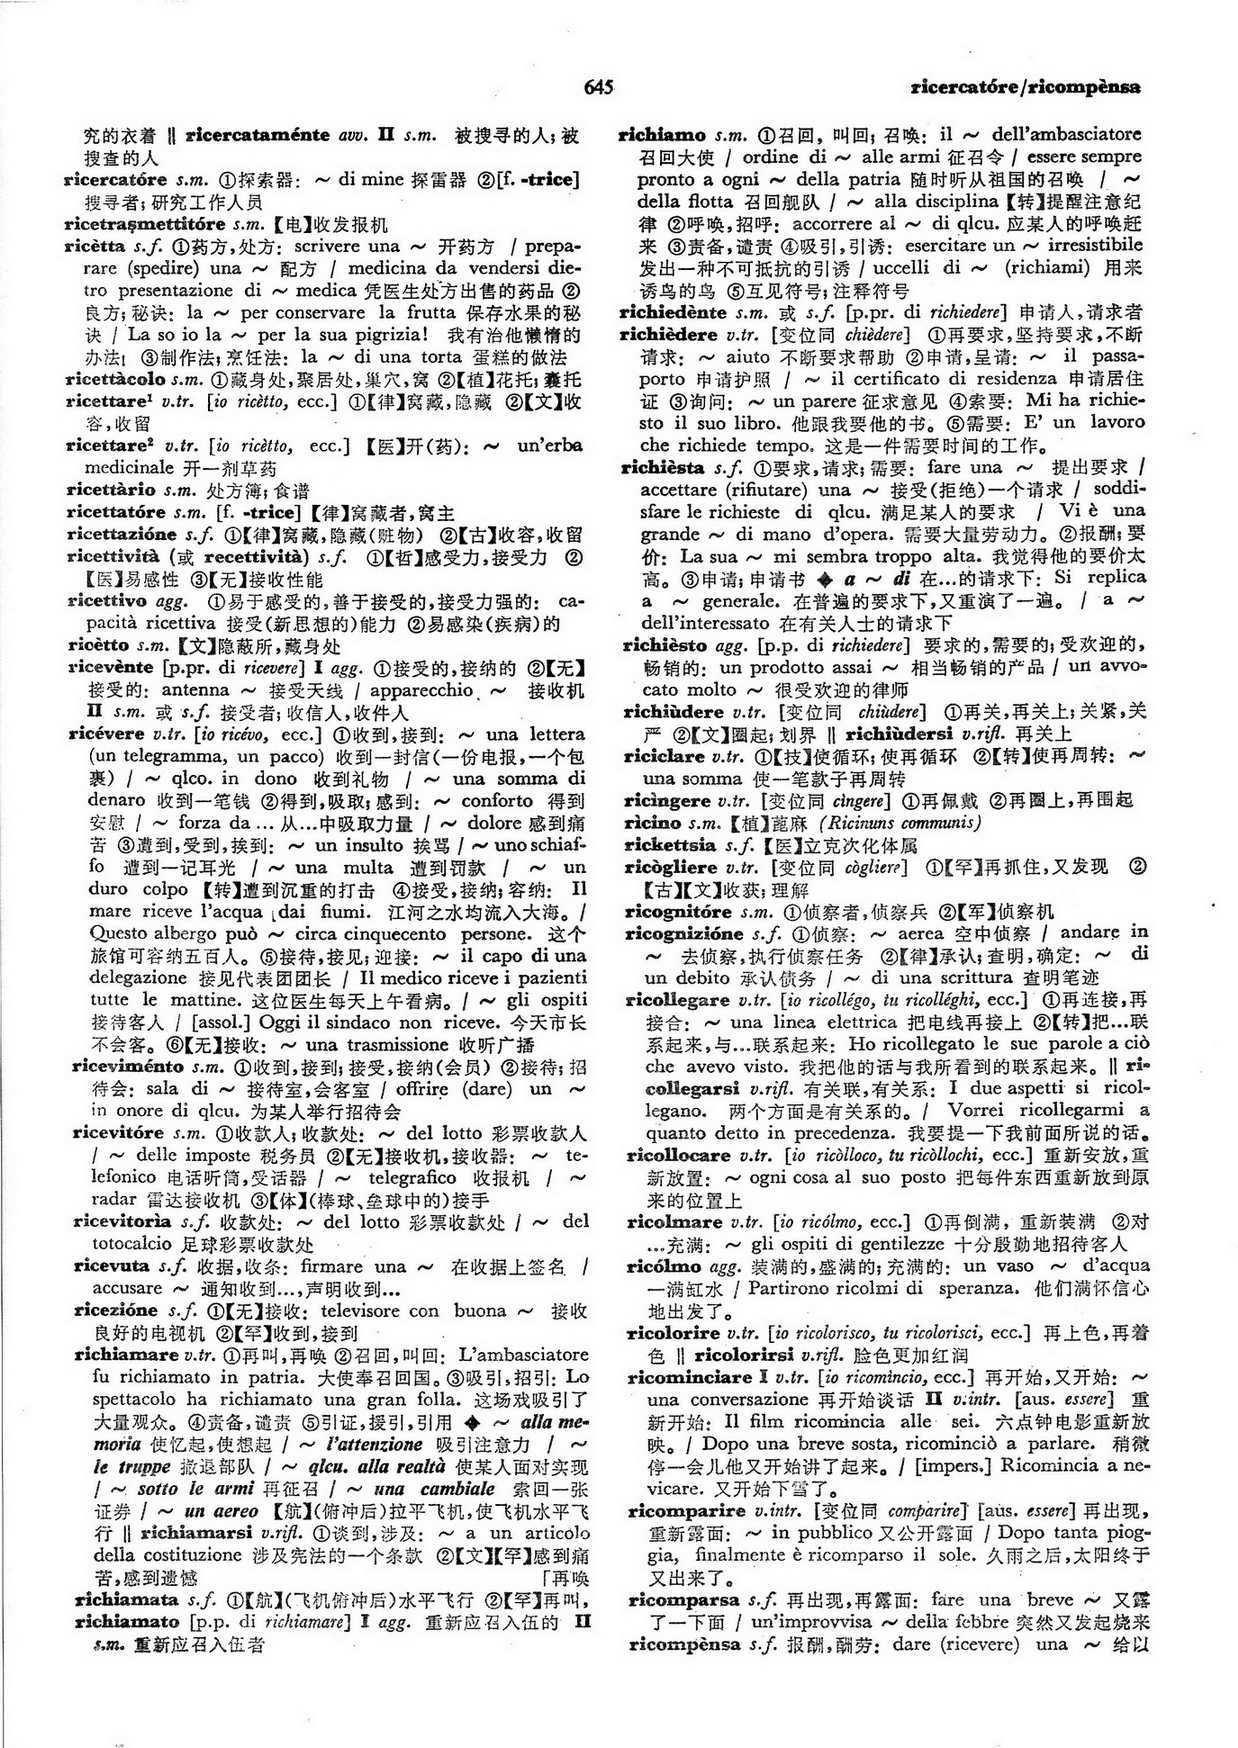 645
ricercatóre/ricompènsa
究的衣着 ‖ ricercataménte avv. II s.m. 被搜寻的人；被
搜查的人
ricercatóre s.m. ①探索器： ～ di mine 探雷器 ②[f. -trice]
搜寻者；研究工作人员
ricetraşmettitóre s.m.【电】收发报机
ricètta s.f. ①药方，处方： scrivere una ～ 开药方 / prepa-
rare (spedire) una ～ 配方 / medicina da vendersi die-
tro presentazione di ～ medica 凭医生处方出售的药品 ②
良方；秘诀： la ～ per conservare la frutta 保存水果的秘
诀 / La so io la ～ per la sua pigrizia! 我有治他懒惰的
办法！ ③制作法；烹饪法： la ～ di una torta 蛋糕的做法
ricettàcolo s.m. ①藏身处，聚居处，巢穴，窝 ②【植】花托；囊托
ricettare¹ v.tr. [io ricètto, ecc.] ①【律】窝藏，隐藏 ②【文】收
容，收留
ricettare² v.tr. [io ricètto, ecc.] 【医】开（药）： ～ un'erba
medicinale 开一剂草药
ricettàrio s.m. 处方簿；食谱
ricettatóre s.m. [f. -trice]【律】窝藏者，窝主
ricettazióne s.f. ①【律】窝藏，隐藏（赃物） ②【古】收容，收留
ricettività (或 recettività) s.f. ①【哲】感受力，接受力 ②
【医】易感性 ③【无】接收性能
ricettivo agg. ①易于感受的，善于接受的，接受力强的： ca-
pacità ricettiva 接受（新思想的）能力 ②易感染（疾病）的
ricètto s.m.【文】隐蔽所，藏身处
ricevènte [p.pr. di ricevere] I agg. ①接受的，接纳的 ②【无】
接受的： antenna ～ 接受天线 / apparecchio ～ 接收机
II s.m. 或 s.f. 接受者；收信人，收件人
ricévere v.tr. [io ricévo, ecc.] ①收到，接到： ～ una lettera
(un telegramma, un pacco) 收到一封信（一份电报，一个包
裹） / ～ qlco. in dono 收到礼物 / ～ una somma di
denaro 收到一笔钱 ②得到，吸取；感到： ～ conforto 得到
安慰 / ～ forza da … 从…中吸取力量 / ～ dolore 感到痛
苦 ③遭到，受到，挨到： ～ un insulto 挨骂 / ～ uno schiaf-
fo 遭到一记耳光 / ～ una multa 遭到罚款 / ～ un
duro colpo 【转】遭到沉重的打击 ④接受，接纳；容纳： Il
mare riceve l'acqua dai fiumi. 江河之水均流入大海。 /
Questo albergo può ～ circa cinquecento persone. 这个
旅馆可容纳五百人。 ⑤接待，接见；迎接： ～ il capo di una
delegazione 接见代表团团长 / Il medico riceve i pazienti
tutte le mattine. 这位医生每天上午看病。 / ～ gli ospiti
接待客人 / [assol.] Oggi il sindaco non riceve. 今天市长
不会客。 ⑥【无】接收： ～ una trasmissione 收听广播
riceviménto s.m. ①收到，接到；接受，接纳（会员） ②接待；招
待会： sala di ～ 接待室，会客室 / offrire (dare) un ～
in onore di qlcu. 为某人举行招待会
ricevitóre s.m. ①收款人；收款处： ～ del lotto 彩票收款人
/ ～ delle imposte 税务员 ②【无】接收机，接收器： ～ te-
lefonico 电话听筒，受话器 / ～ telegrafico 收报机 / ～
radar 雷达接收机 ③【体】（棒球、垒球中的）接手
ricevitorìa s.f. 收款处： ～ del lotto 彩票收款处 / ～ del
totocalcio 足球彩票收款处
ricevuta s.f. 收据，收条： firmare una ～ 在收据上签名 /
accusare ～ 通知收到…，声明收到…
ricezióne s.f. ①【无】接收： televisore con buona ～ 接收
良好的电视机 ②【罕】收到，接到
richiamare v.tr. ①再叫，再唤 ②召回，叫回： L'ambasciatore
fu richiamato in patria. 大使奉召回国。 ③吸引，招引： Lo
spettacolo ha richiamato una gran folla. 这场戏吸引了
大量观众。 ④责备，谴责 ⑤引证，援引，引用 ◆ ～ alla me-
moria 使忆起，使想起 / ～ l'attenzione 吸引注意力 / ～
le truppe 撤退部队 / ～ qlcu. alla realtà 使某人面对实现
/ ～ sotto le armi 再征召 / ～ una cambiale 索回一张
证券 / ～ un aereo 【航】（俯冲后）拉平飞机，使飞机水平飞
行 ‖ richiamarsi v.rifl. ①谈到，涉及： ～ a un articolo
della costituzione 涉及宪法的一个条款 ②【文】【罕】感到痛
苦，感到遗憾 「再唤
richiamata s.f. ①【航】（飞机俯冲后）水平飞行 ②【罕】再叫，
richiamato [p.p. di richiamare] I agg. 重新应召入伍的 II
s.m. 重新应召入伍者
richiamo s.m. ①召回，叫回；召唤： il ～ dell'ambasciatore
召回大使 / ordine di ～ alle armi 征召令 / essere sempre
pronto a ogni ～ della patria 随时听从祖国的召唤 / ～
della flotta 召回舰队 / ～ alla disciplina【转】提醒注意纪
律 ②呼唤，招呼： accorrere al ～ di qlcu. 应某人的呼唤赶
来 ③责备，谴责 ④吸引，引诱： esercitare un ～ irresistibile
发出一种不可抵抗的引诱 / uccelli di ～ (richiami) 用来
诱鸟的鸟 ⑤互见符号；注释符号
richiedènte s.m. 或 s.f. [p.pr. di richiedere] 申请人，请求者
richièdere v.tr. [变位同 chièdere] ①再要求，坚持要求，不断
请求： ～ aiuto 不断要求帮助 ②申请，呈请： ～ il passa-
porto 申请护照 / ～ il certificato di residenza 申请居住
证 ③询问： ～ un parere 征求意见 ④索要： Mi ha richie-
sto il suo libro. 他跟我要他的书。 ⑤需要： E' un lavoro
che richiede tempo. 这是一件需要时间的工作。
richièsta s.f. ①要求，请求；需要： fare una ～ 提出要求 /
accettare (rifiutare) una ～ 接受（拒绝）一个请求 / soddi-
sfare le richieste di qlcu. 满足某人的要求 / Vi è una
grande ～ di mano d'opera. 需要大量劳动力。 ②报酬；要
价： La sua ～ mi sembra troppo alta. 我觉得他的要价太
高。 ③申请；申请书 ◆ a ～ di 在…的请求下： Si replica
a ～ generale. 在普遍的要求下，又重演了一遍。 / a ～
dell'interessato 在有关人士的请求下
richièsto agg. [p.p. di richiedere] 要求的，需要的；受欢迎的，
畅销的： un prodotto assai ～ 相当畅销的产品 / un avvo-
cato molto ～ 很受欢迎的律师
richiùdere v.tr. [变位同 chiùdere] ①再关，再关上；关紧，关
严 ②【文】圈起；划界 ‖ richiùdersi v.rifl. 再关上
riciclare v.tr. ①【技】使循环；使再循环 ②【转】使再周转： ～
una somma 使一笔款子再周转
ricìngere v.tr. [变位同 cìngere] ①再佩戴 ②再圈上，再围起
rìcino s.m.【植】蓖麻 (Ricinuns communis)
rickettsia s.f.【医】立克次化体属
ricògliere v.tr. [变位同 cògliere] ①【罕】再抓住，又发现 ②
【古】【文】收获；理解
ricognitóre s.m. ①侦察者，侦察兵 ②【军】侦察机
ricognizióne s.f. ①侦察： ～ aerea 空中侦察 / andare in
～ 去侦察，执行侦察任务 ②【律】承认；查明，确定： ～ di
un debito 承认债务 / ～ di una scrittura 查明笔迹
ricollegare v.tr. [io ricollégo, tu ricolléghi, ecc.] ①再连接，再
接合： ～ una linea elettrica 把电线再接上 ②【转】把…联
系起来，与…联系起来： Ho ricollegato le sue parole a ciò
che avevo visto. 我把他的话与我所看到的联系起来。 ‖ ri-
collegarsi v.rifl. 有关联，有关系： I due aspetti si ricol-
legano. 两个方面是有关系的。 / Vorrei ricollegarmi a
quanto detto in precedenza. 我要提一下我前面所说的话。
ricollocare v.tr. [io ricòlloco, tu ricòllochi, ecc.] 重新安放，重
新放置： ～ ogni cosa al suo posto 把每件东西重新放到原
来的位置上
ricolmare v.tr. [io ricólmo, ecc.] ①再倒满，重新装满 ②对
…充满： ～ gli ospiti di gentilezze 十分殷勤地招待客人
ricólmo agg. 装满的，盛满的；充满的： un vaso ～ d'acqua
一满缸水 / Partirono ricolmi di speranza. 他们满怀信心
地出发了。
ricolorire v.tr. [io ricolorisco, tu ricolorisci, ecc.] 再上色，再着
色 ‖ ricolorirsi v.rifl. 脸色更加红润
ricominciare I v.tr. [io ricomìncio, ecc.] 再开始，又开始： ～
una conversazione 再开始谈话 II v.intr. [aus. essere] 重
新开始： Il film ricomincia alle sei. 六点钟电影重新放
映。 / Dopo una breve sosta, ricominciò a parlare. 稍微
停一会儿他又开始讲了起来。 / [impers.] Ricomincia a ne-
vicare. 又开始下雪了。
ricomparire v.intr. [变位同 comparire] [aus. essere] 再出现，
重新露面： ～ in pubblico 又公开露面 / Dopo tanta piog-
gia, finalmente è ricomparso il sole. 久雨之后，太阳终于
又出来了。
ricomparsa s.f. 再出现，再露面： fare una breve ～ 又露
了一下面 / un'improvvisa ～ della febbre 突然又发起烧来
ricompènsa s.f. 报酬，酬劳： dare (ricevere) una ～ 给以